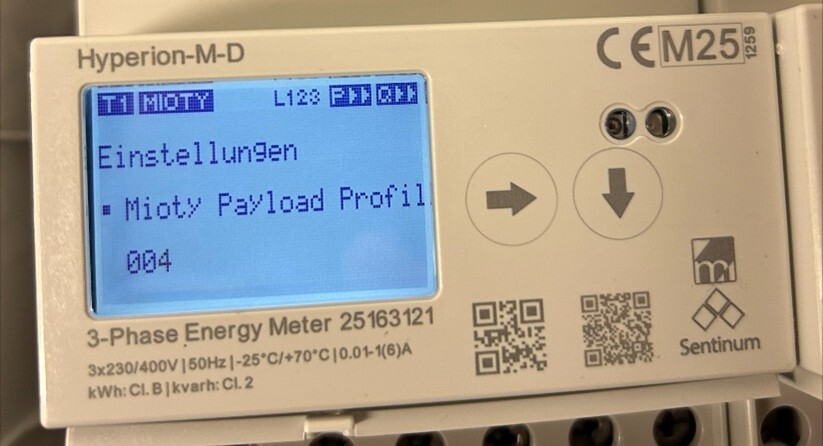 Hyperion-M-D
CE M25 1259
T1 MIOTY L123 P Q
Einstellungen
Mioty Payload Profil
004
3-Phase Energy Meter 25163121
3x230/400V | 50Hz | -25°C/+70°C | 0.01-1(6)A
kWh: Cl. B | kvarh: Cl. 2
Sentinum